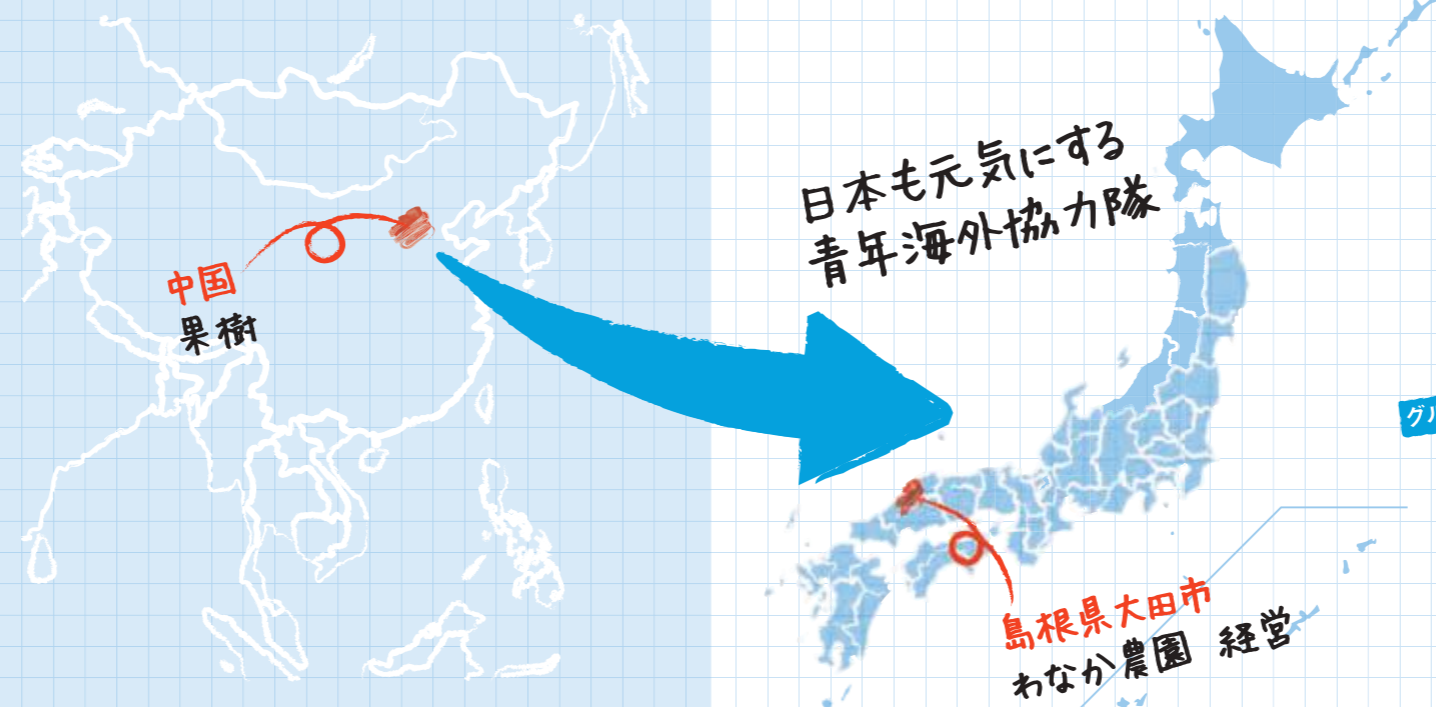 中国
果樹
日本も元気にする
青年海外協力隊
島根県大田市
わなか農園 経営